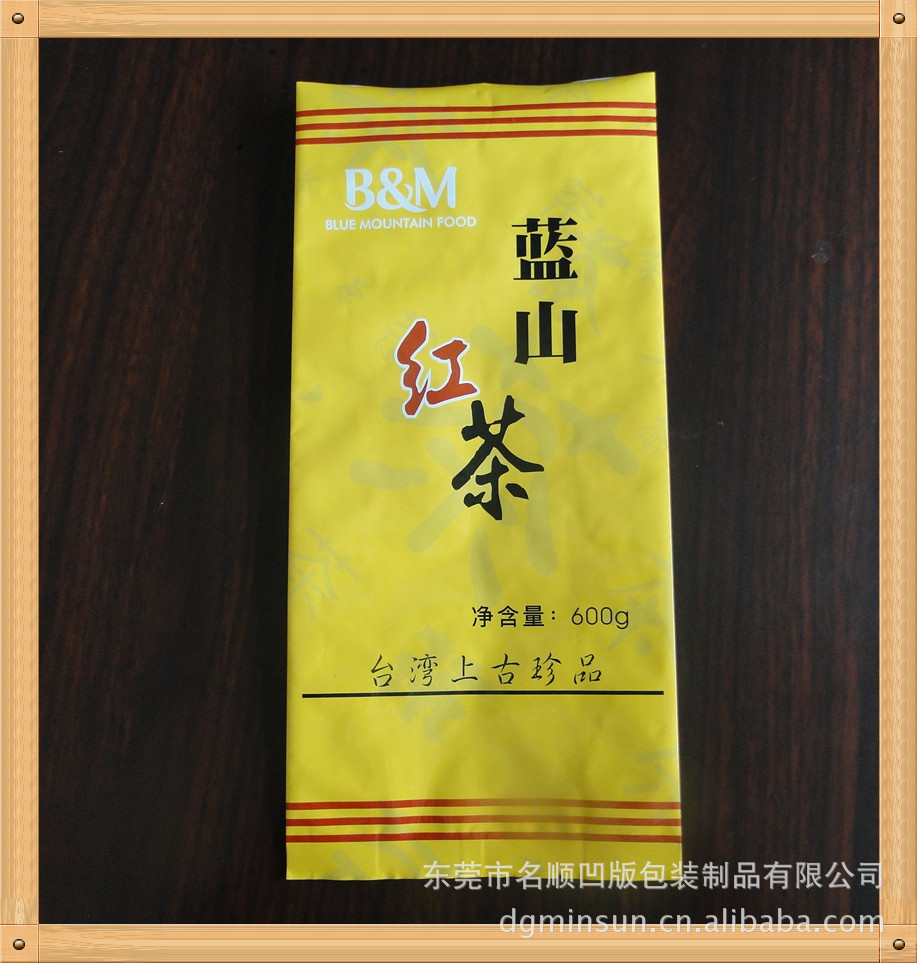 B&M
BLUE MOUNTAIN FOOD
蓝山
红茶
净含量：600g
台湾上古珍品
东莞市名顺凹版包装制品有限公司
dgminsun.cn.alibaba.com